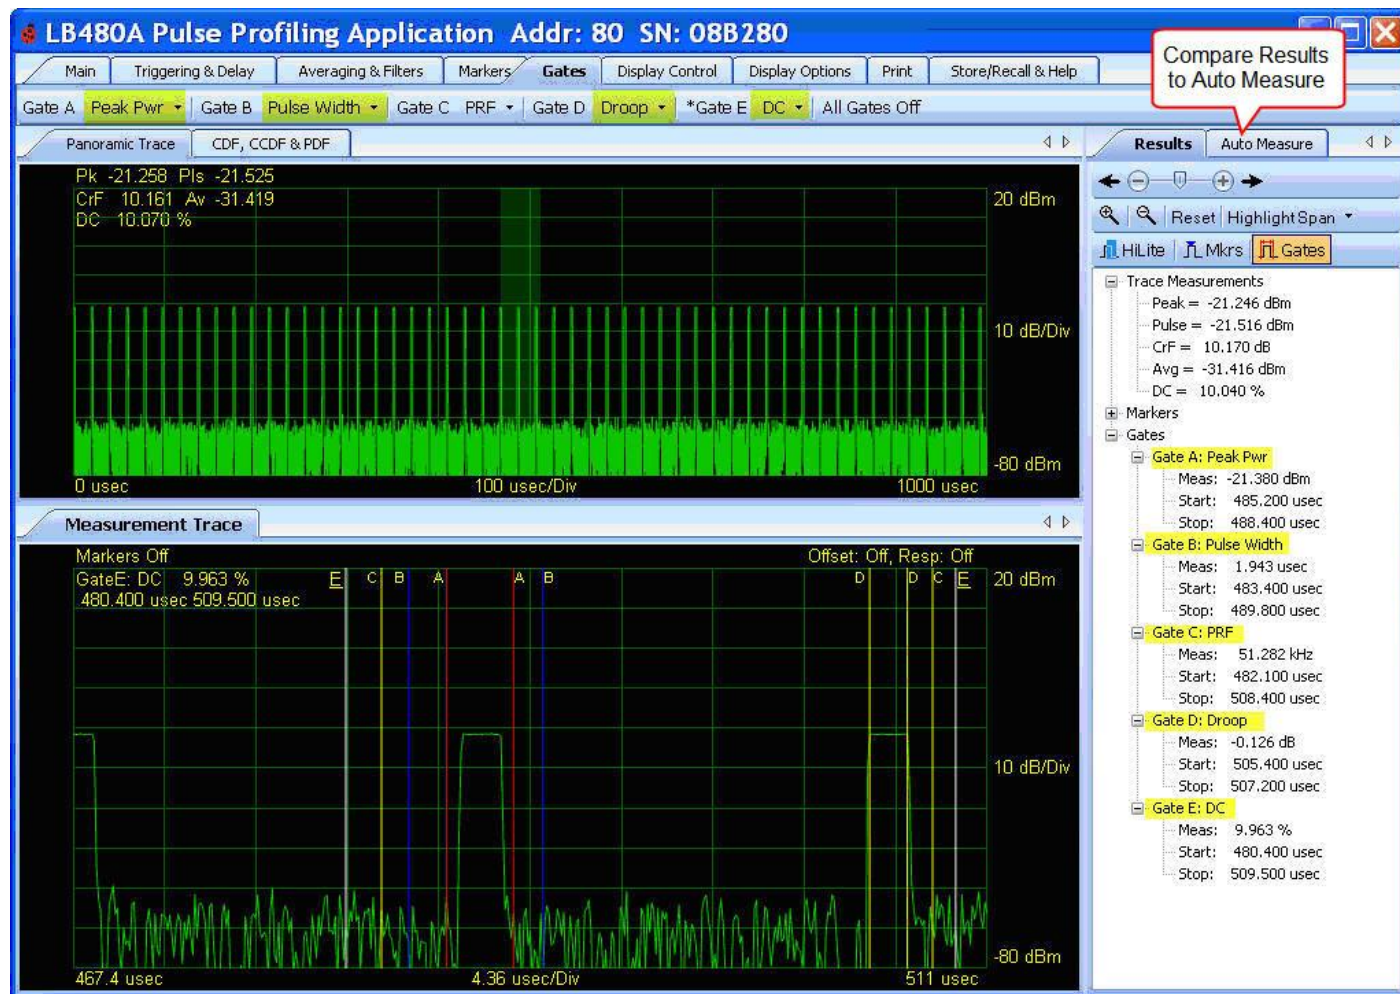 LB480A Pulse Profiling Application Addr: 80 SN: 08B280
Compare Results
to Auto Measure
Main Triggering & Delay Averaging & Filters Markers Gates Display Control Display Options Print Store/Recall & Help
Gate A Peak Pwr Gate B Pulse Width Gate C PRF Gate D Droop *Gate E DC All Gates Off
Panoramic Trace CDF, CCDF & PDF
Pk -21.258 Pls -21.525
CrF 10.161 Av -31.419
DC 10.070 %
20 dBm
10 dB/Div
-80 dBm
0 usec 100 usec/Div 1000 usec
Measurement Trace
Markers Off Offset: Off, Resp: Off
GateE: DC 9.963 %
480.400 usec 509.500 usec
E C B A A B D D C E
20 dBm
10 dB/Div
-80 dBm
467.4 usec 4.36 usec/Div 511 usec
Results Auto Measure
Reset Highlight Span
HiLite Mkrs Gates
Trace Measurements
Peak = -21.246 dBm
Pulse = -21.516 dBm
CrF = 10.170 dB
Avg = -31.416 dBm
DC = 10.040 %
Markers
Gates
Gate A: Peak Pwr
Meas: -21.380 dBm
Start: 485.200 usec
Stop: 488.400 usec
Gate B: Pulse Width
Meas: 1.943 usec
Start: 483.400 usec
Stop: 489.800 usec
Gate C: PRF
Meas: 51.282 kHz
Start: 482.100 usec
Stop: 508.400 usec
Gate D: Droop
Meas: -0.126 dB
Start: 505.400 usec
Stop: 507.200 usec
Gate E: DC
Meas: 9.963 %
Start: 480.400 usec
Stop: 509.500 usec